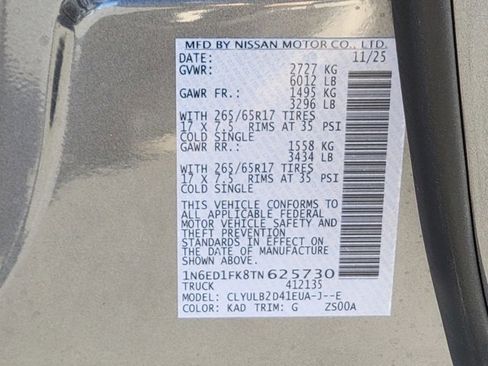 MFD BY NISSAN MOTOR CO., LTD.
DATE: 11/25
GVWR: 2727 KG
6012 LB
GAWR FR.: 1495 KG
3296 LB
WITH 265/65R17 TIRES
17 X 7.5 RIMS AT 35 PSI
COLD SINGLE
GAWR RR.: 1558 KG
3434 LB
WITH 265/65R17 TIRES
17 X 7.5 RIMS AT 35 PSI
COLD SINGLE
THIS VEHICLE CONFORMS TO
ALL APPLICABLE FEDERAL
MOTOR VEHICLE SAFETY AND
THEFT PREVENTION
STANDARDS IN EFFECT ON
THE DATE OF MANUFACTURE
SHOWN ABOVE.
1N6ED1FK8TN625730
TRUCK 412135
MODEL: CLYULB2D41EUA-J--E
COLOR: KAD TRIM: G ZS00A